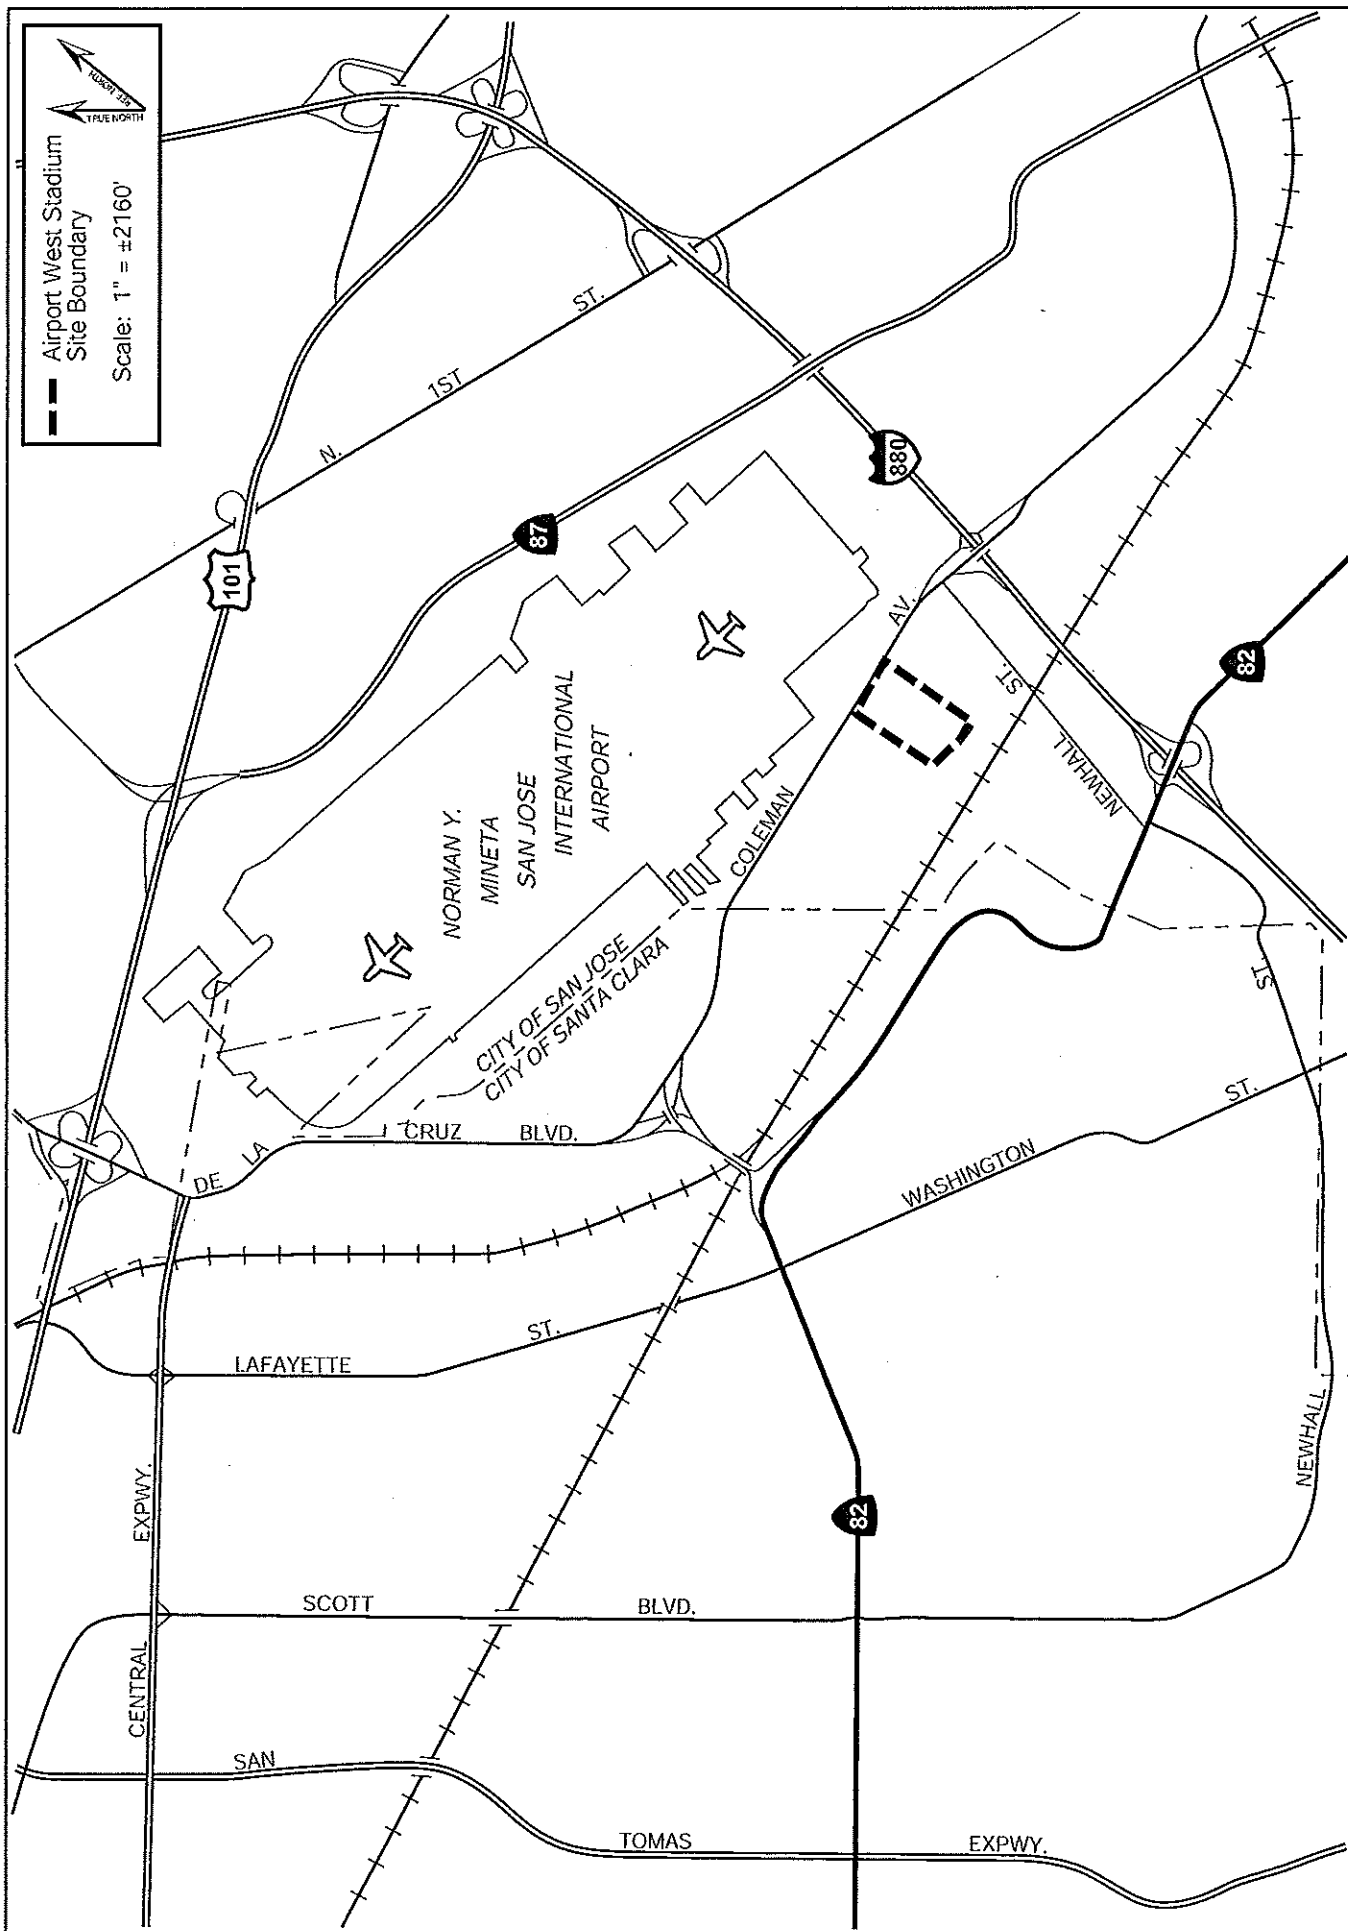 Airport West Stadium
Site Boundary
Scale: 1" = ±2160'
TRUE NORTH
REF. NORTH
101
N. 1ST ST.
87
880
NORMAN Y.
MINETA
SAN JOSE
INTERNATIONAL
AIRPORT
COLEMAN AV.
NEWHALL ST.
82
CITY OF SAN JOSE
CITY OF SANTA CLARA
DE LA CRUZ BLVD.
WASHINGTON ST.
LAFAYETTE ST.
NEWHALL ST.
82
CENTRAL EXPWY.
SCOTT BLVD.
SAN TOMAS EXPWY.